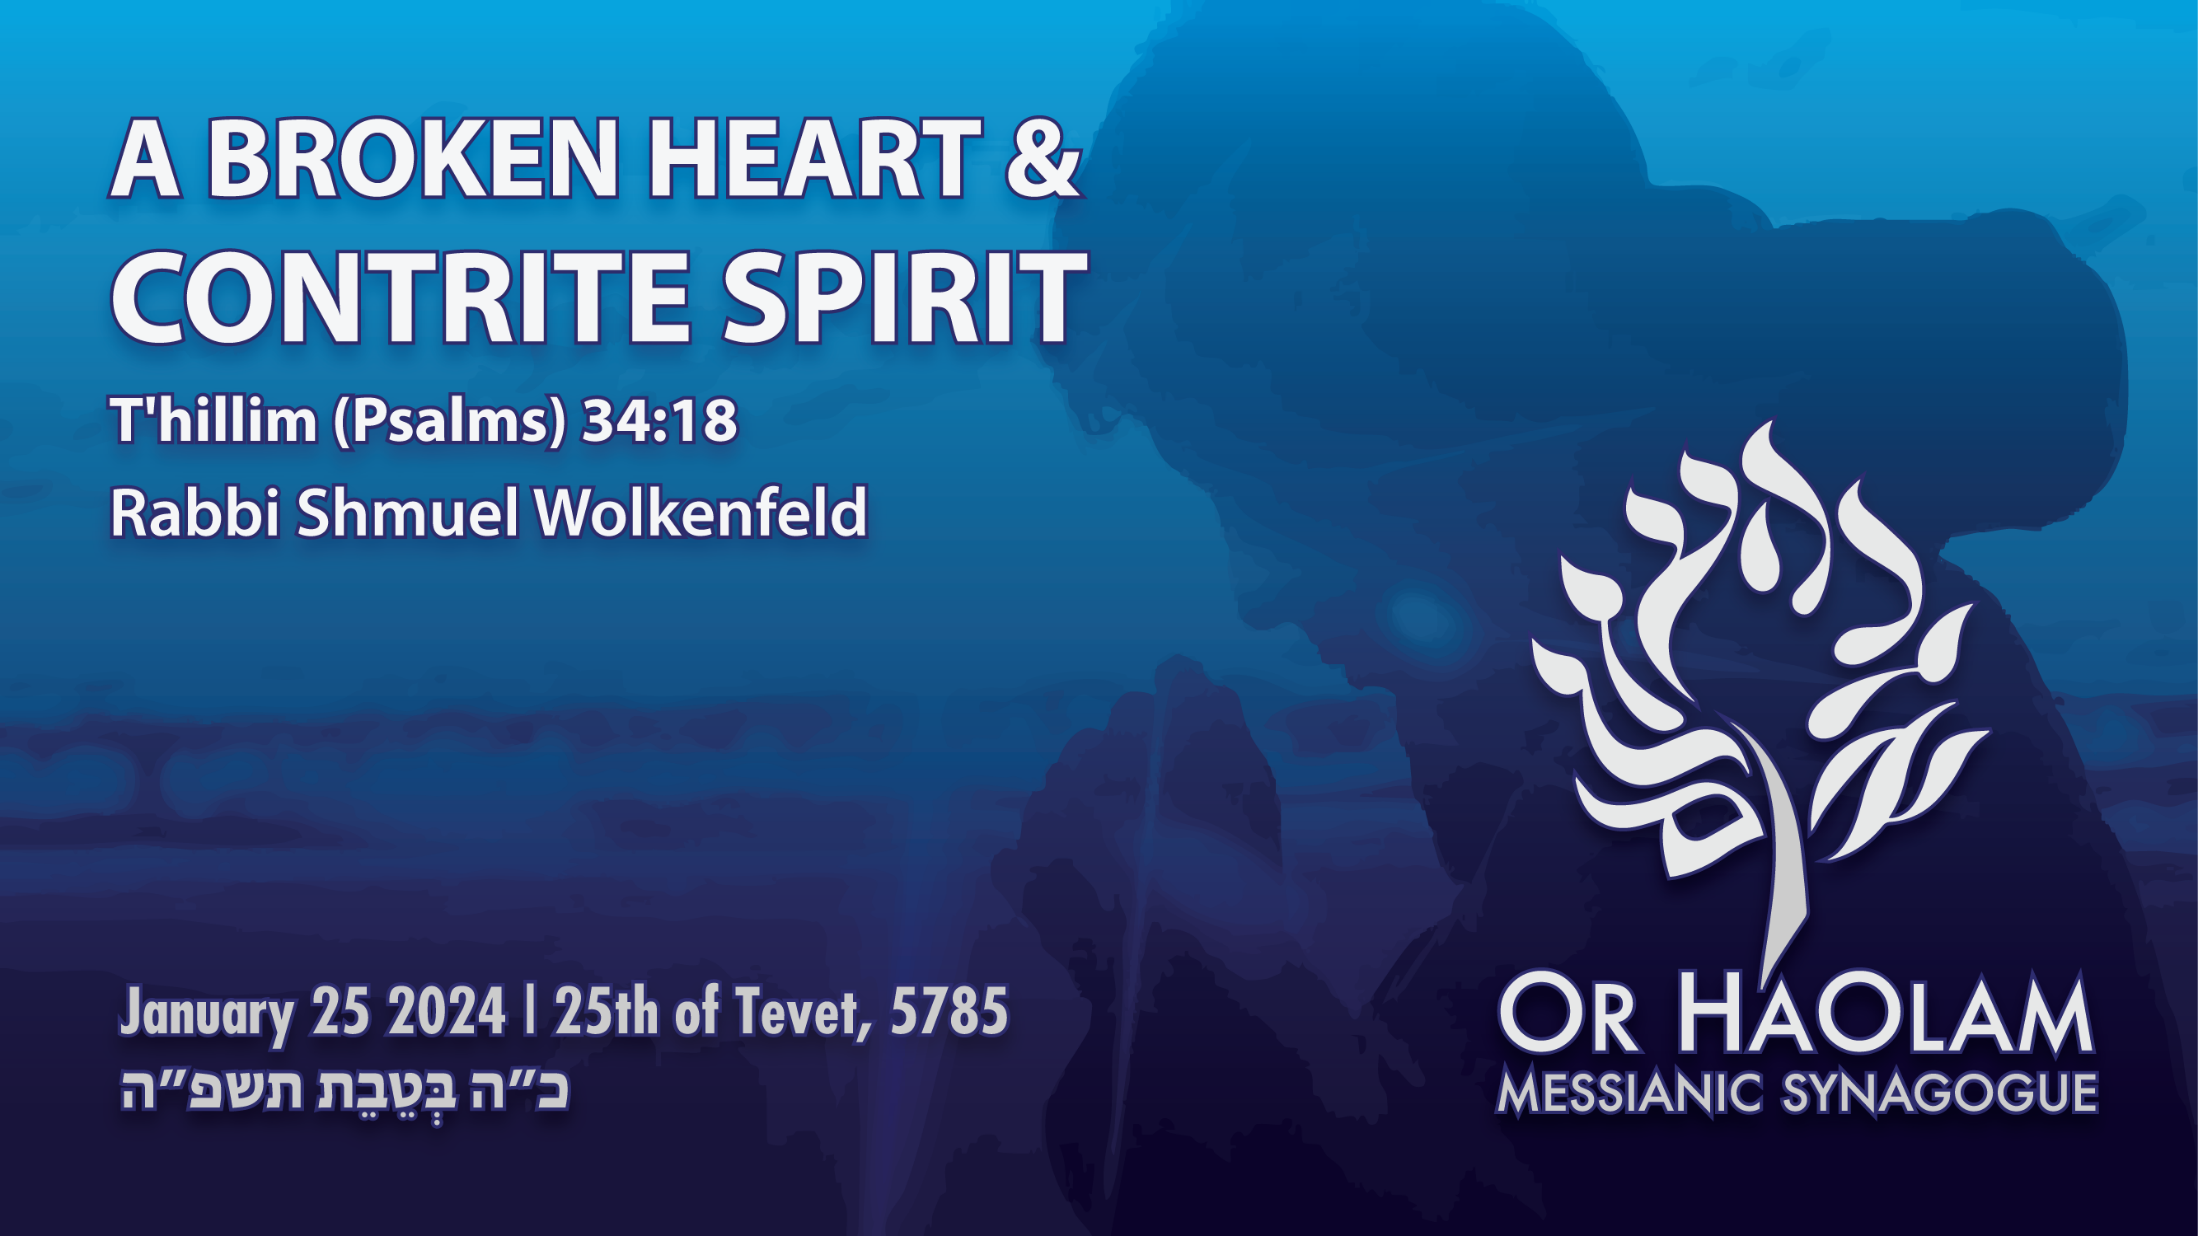 A BROKEN HEART &
CONTRITE SPIRIT
T'hillim (Psalms) 34:18
Rabbi Shmuel Wolkenfeld
January 25 2024 | 25th of Tevet, 5785
כ״ה בְּטֵבֵת תשפ״ה
OR HAOLAM
MESSIANIC SYNAGOGUE